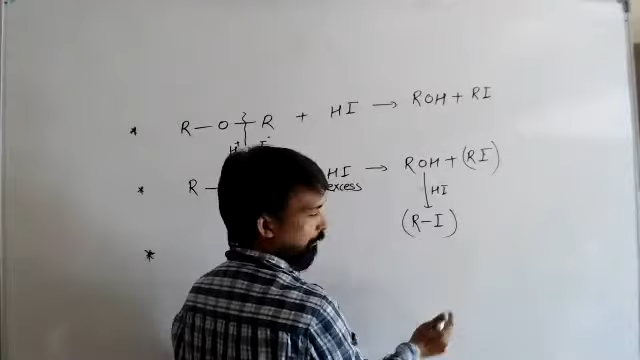 * R — O — R + HI → ROH + RI
H I
* R — HI → ROH + (RI)
excess
HI
(R–I)
*